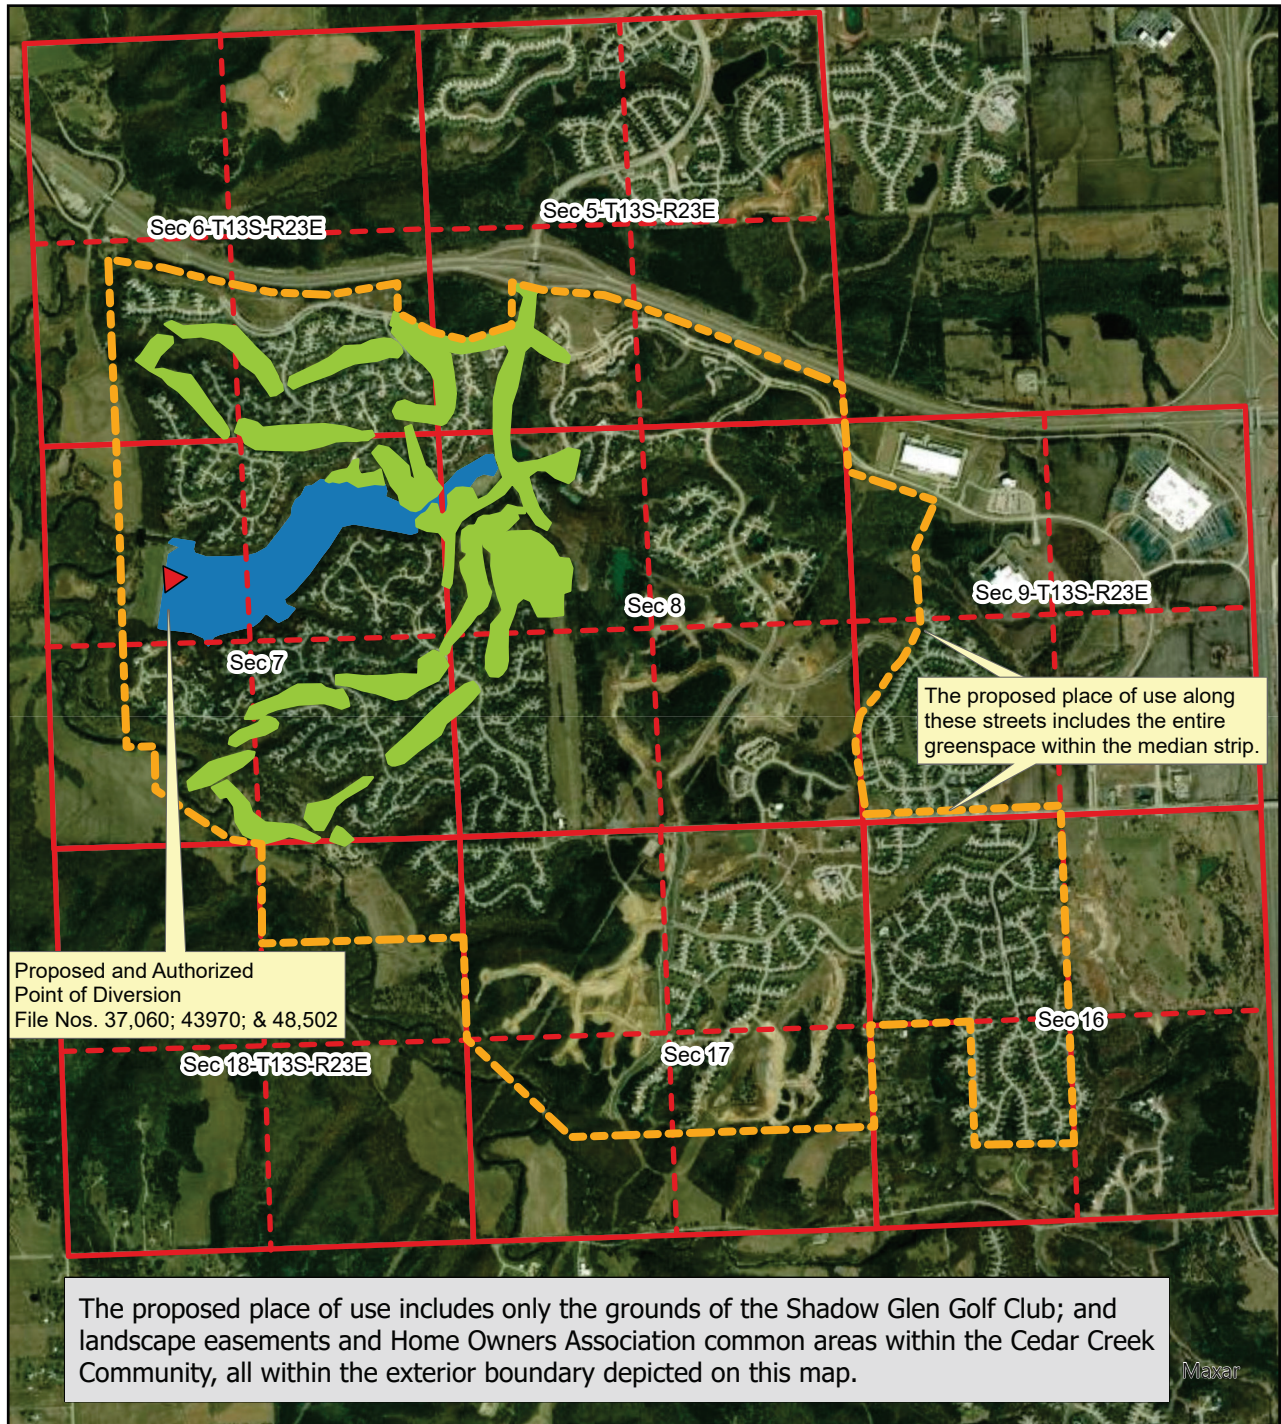 Sec 6-T13S-R23E
Sec 5-T13S-R23E
Sec 9-T13S-R23E
Sec 8
Sec 7
The proposed place of use along
these streets includes the entire
greenspace within the median strip.
Proposed and Authorized
Point of Diversion
File Nos. 37,060; 43970; & 48,502
Sec 16
Sec 17
Sec 18-T13S-R23E
The proposed place of use includes only the grounds of the Shadow Glen Golf Club; and
landscape easements and Home Owners Association common areas within the Cedar Creek
Community, all within the exterior boundary depicted on this map.
Maxar